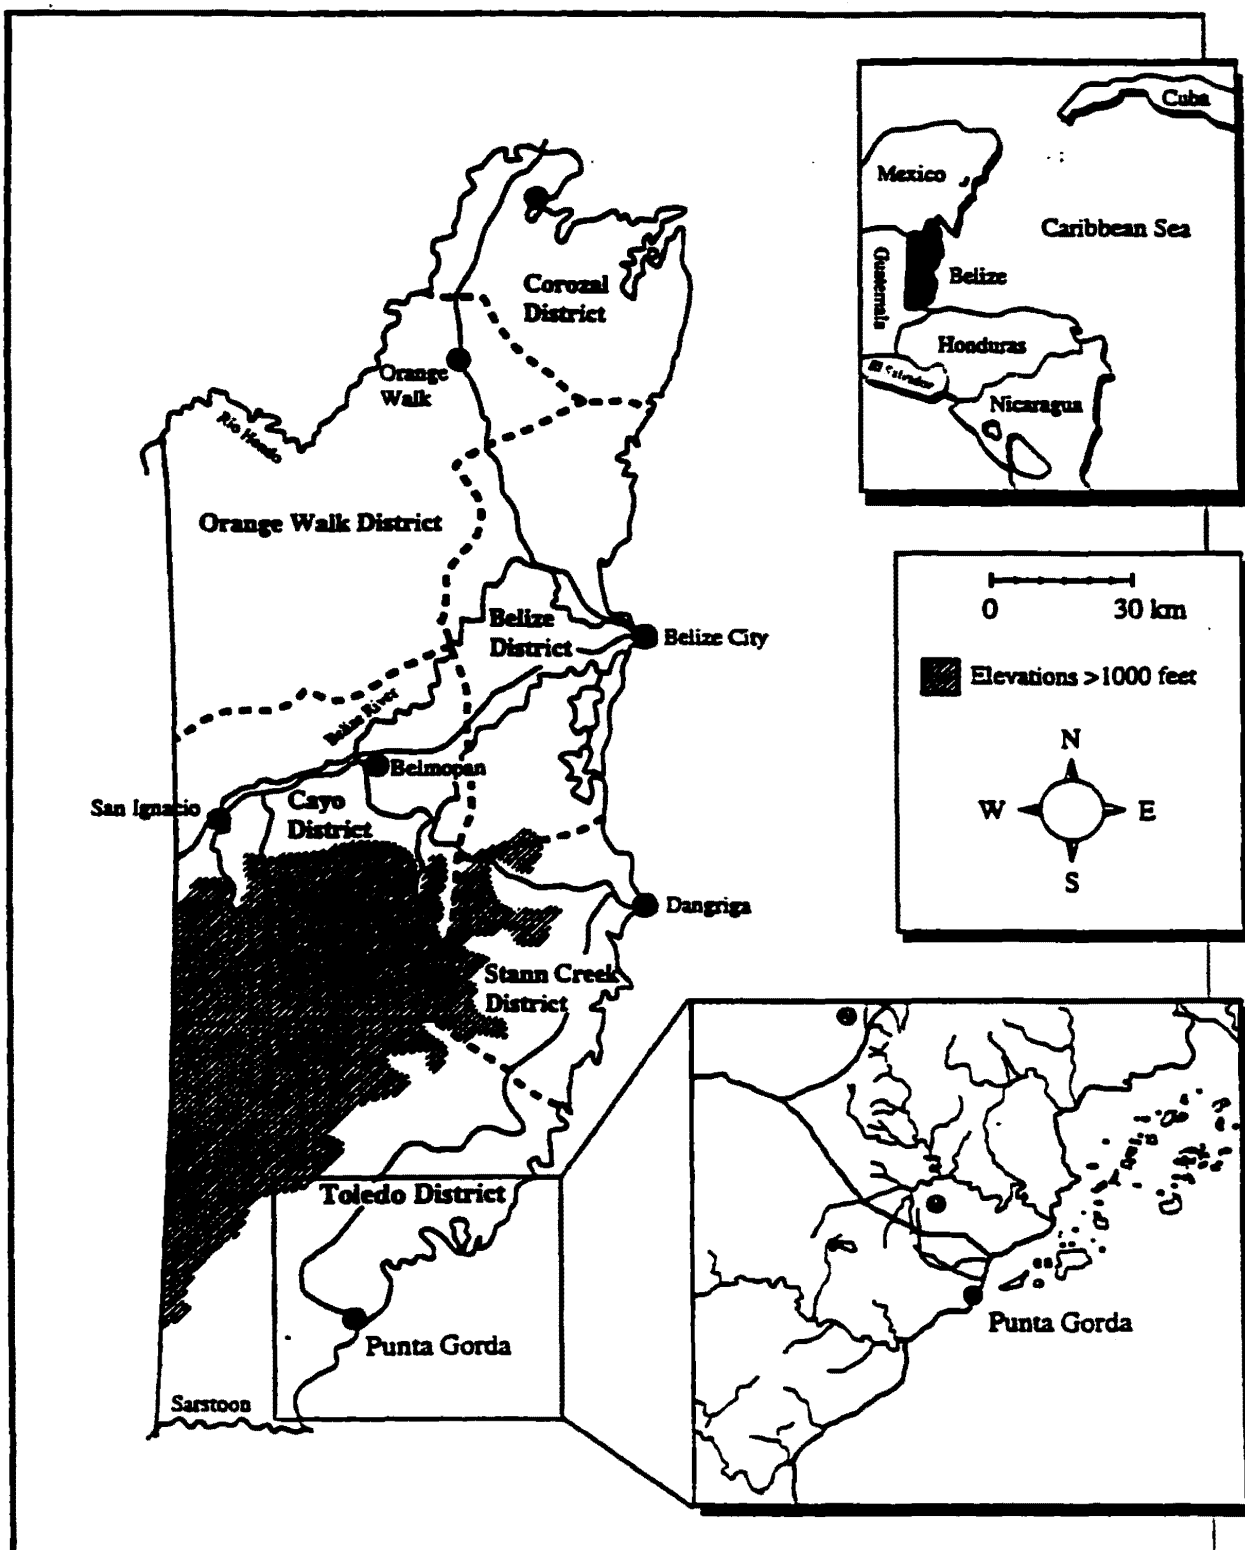 Cuba
Mexico
Caribbean Sea
Guatemala
Belize
Honduras
El Salvador
Nicaragua
Corozal
District
Orange
Walk
Rio Hondo
Orange Walk District
0
30 km
Belize
District
Belize City
Elevations >1000 feet
Belize River
N
W
E
S
Belmopan
San Ignacio
Cayo
District
Dangriga
Stann Creek
District
Toledo District
Punta Gorda
Punta Gorda
Sarstoon